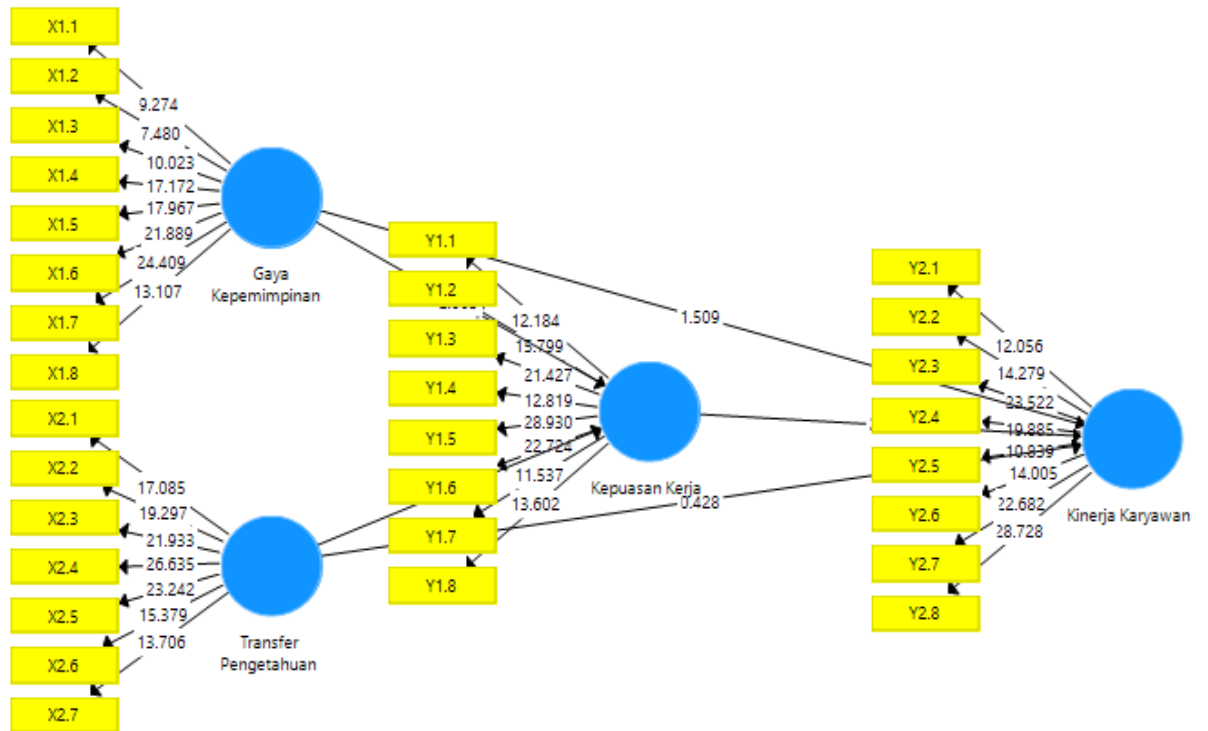 X1.1
X1.2
X1.3
X1.4
X1.5
X1.6
X1.7
X1.8
9.274
7.480
10.023
17.172
17.967
21.889
24.409
13.107
Gaya
Kepemimpinan
X2.1
X2.2
X2.3
X2.4
X2.5
X2.6
X2.7
17.085
19.297
21.933
26.635
23.242
15.379
13.706
Transfer
Pengetahuan
Y1.1
Y1.2
Y1.3
Y1.4
Y1.5
Y1.6
Y1.7
Y1.8
12.184
15.799
21.427
12.819
28.930
22.724
11.537
13.602
Kepuasan Kerja
1.509
0.428
Y2.1
Y2.2
Y2.3
Y2.4
Y2.5
Y2.6
Y2.7
Y2.8
12.056
14.279
19.885
10.839
14.005
22.682
28.728
Kinerja Karyawan